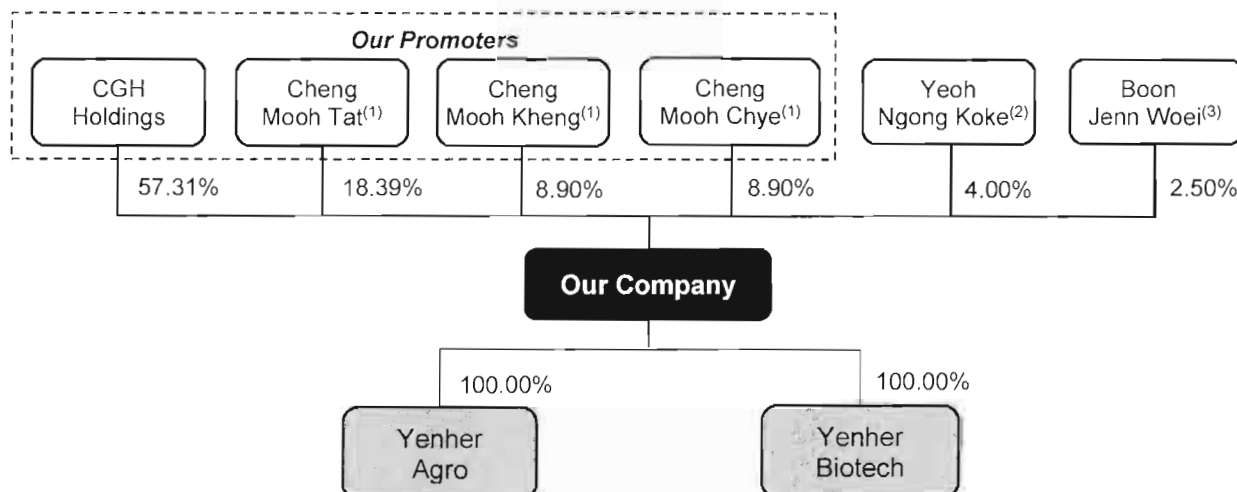 Our Promoters
CGH
Holdings
Cheng
Mooh Tat(1)
Cheng
Mooh Kheng(1)
Cheng
Mooh Chye(1)
Yeoh
Ngong Koke(2)
Boon
Jenn Woei(3)
57.31%
18.39%
8.90%
8.90%
4.00%
2.50%
Our Company
100.00%
100.00%
Yenher
Agro
Yenher
Biotech